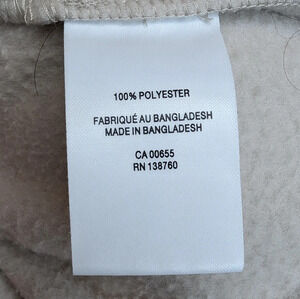 100% POLYESTER
FABRIQUÉ AU BANGLADESH
MADE IN BANGLADESH
CA 00655
RN 138760